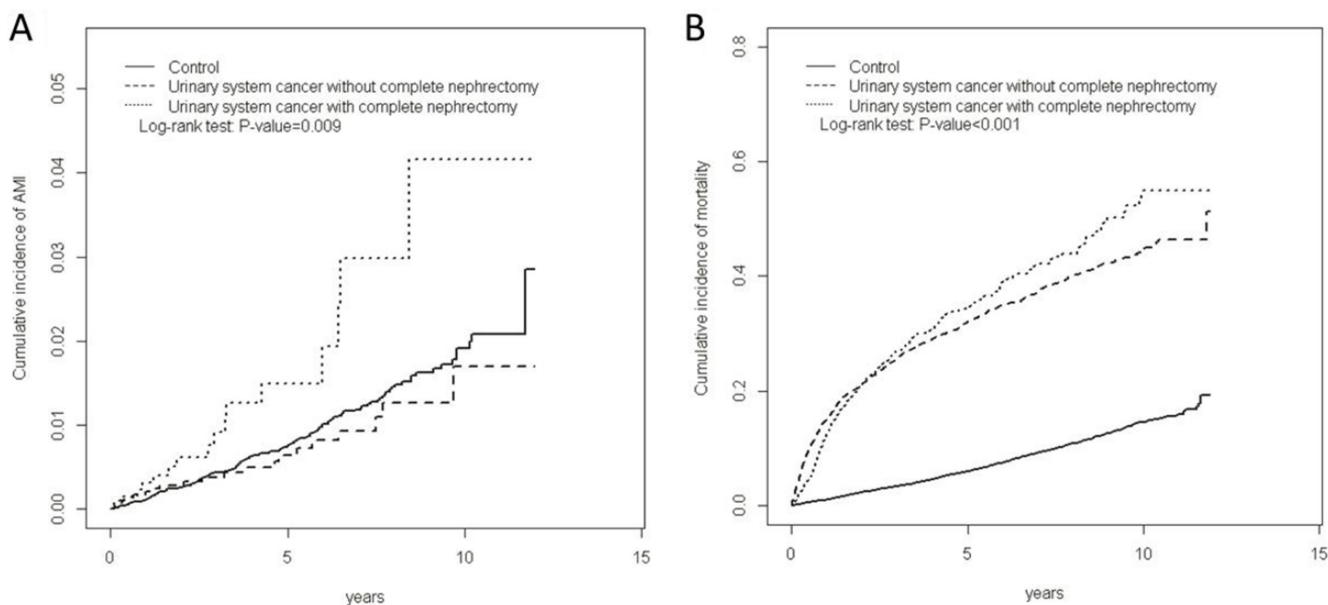 A
Control
Urinary system cancer without complete nephrectomy
Urinary system cancer with complete nephrectomy
Log-rank test: P-value=0.009
Cumulative incidence of AMI
0.05
0.04
0.03
0.02
0.01
0.00
0
5
10
15
years
B
Control
Urinary system cancer without complete nephrectomy
Urinary system cancer with complete nephrectomy
Log-rank test: P-value<0.001
Cumulative incidence of mortality
0.8
0.6
0.4
0.2
0.0
0
5
10
15
years